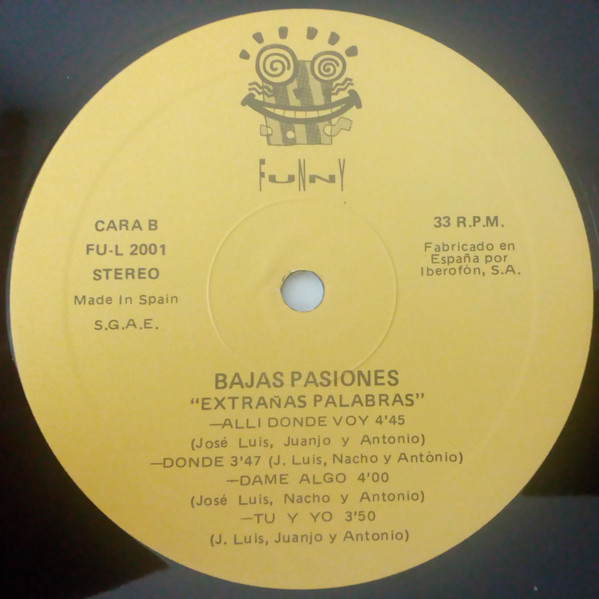 FUNNY
CARA B
FU-L 2001
STEREO
Made In Spain
S.G.A.E.
33 R.P.M.
Fabricado en
España por
Iberofón, S.A.
BAJAS PASIONES
"EXTRAÑAS PALABRAS"
—ALLI DONDE VOY 4'45
(José Luis, Juanjo y Antonio)
—DONDE 3'47 (J. Luis, Nacho y António)
—DAME ALGO 4'00
(José Luis, Nacho y Antonio)
—TU Y YO 3'50
(J. Luis, Juanjo y Antonio)